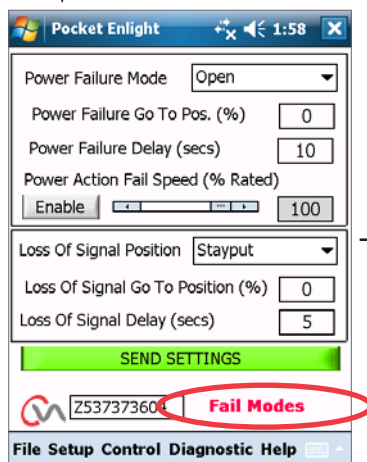 Pocket Enlight 1:58
Power Failure Mode Open
Power Failure Go To Pos. (%) 0
Power Failure Delay (secs) 10
Power Action Fail Speed (% Rated)
Enable 100
Loss Of Signal Position Stayput
Loss Of Signal Go To Position (%) 0
Loss Of Signal Delay (secs) 5
SEND SETTINGS
Z537373604 Fail Modes
File Setup Control Diagnostic Help